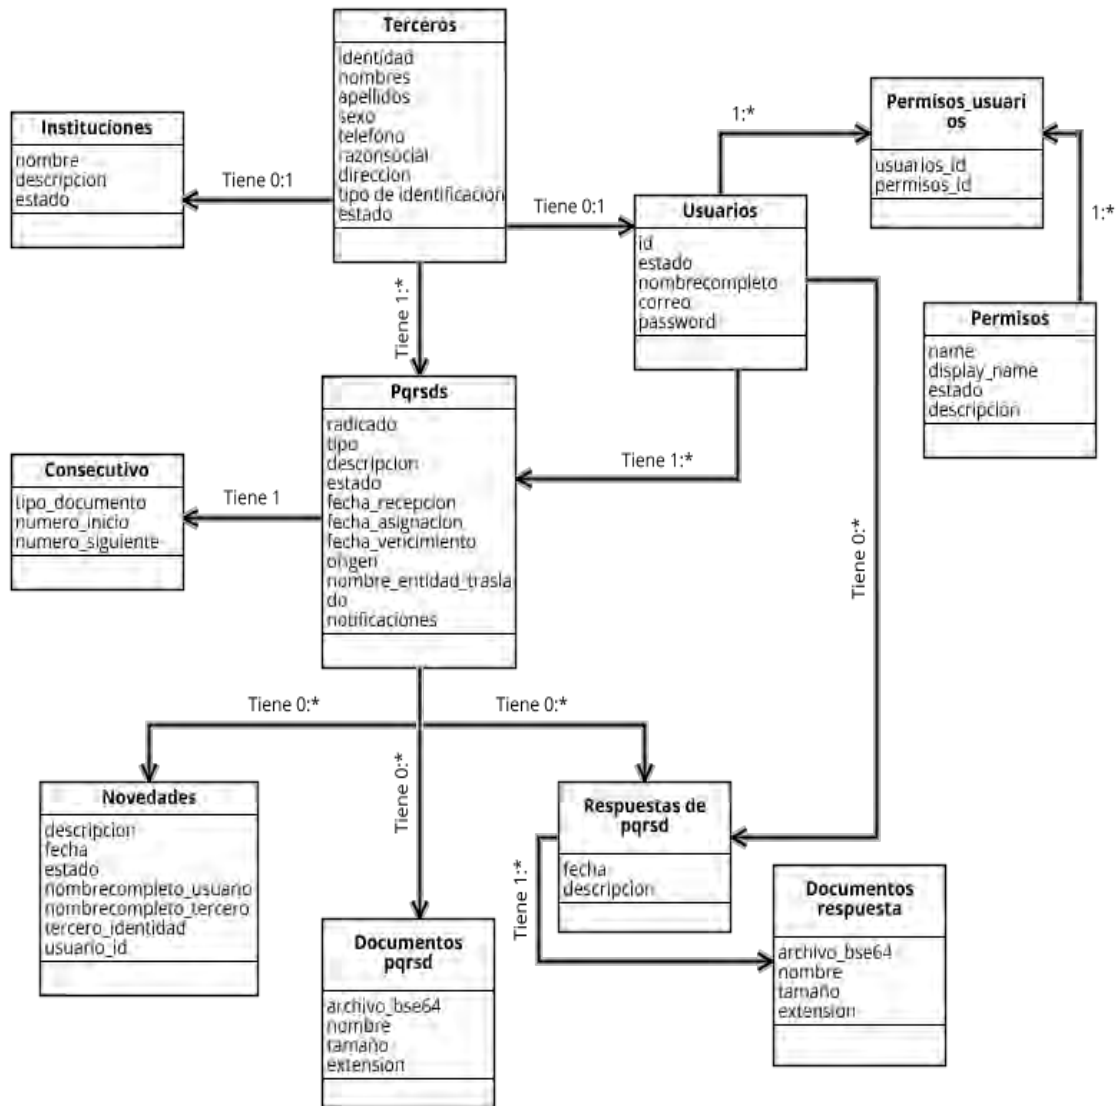 Terceros
identidad
nombres
apellidos
sexo
telefono
razonsocial
direccion
tipo de identificacion
estado
Instituciones
nombre
descripcion
estado
Tiene 0:1
Tiene 0:1
Usuarios
id
estado
nombrecompleto
correo
password
1:*
Permisos_usuari
os
usuarios_id
permisos_id
1:*
Permisos
name
display_name
estado
descripcion
Tiene 1:*
Pqrsds
radicado
tipo
descripcion
estado
fecha_recepcion
fecha_asignacion
fecha_vencimiento
origen
nombre_entidad_trasla
do
notificaciones
Tiene 1:*
Consecutivo
tipo_documento
numero_inicio
numero_siguiente
Tiene 1
Tiene 0:*
Tiene 0:*
Tiene 0:*
Tiene 0:*
Novedades
descripcion
fecha
estado
nombrecompleto_usuario
nombrecompleto_tercero
tercero_identidad
usuario_id
Documentos
pqrsd
archivo_bse64
nombre
tamaño
extension
Respuestas de
pqrsd
fecha
descripcion
Tiene 1:*
Documentos
respuesta
archivo_bse64
nombre
tamaño
extension